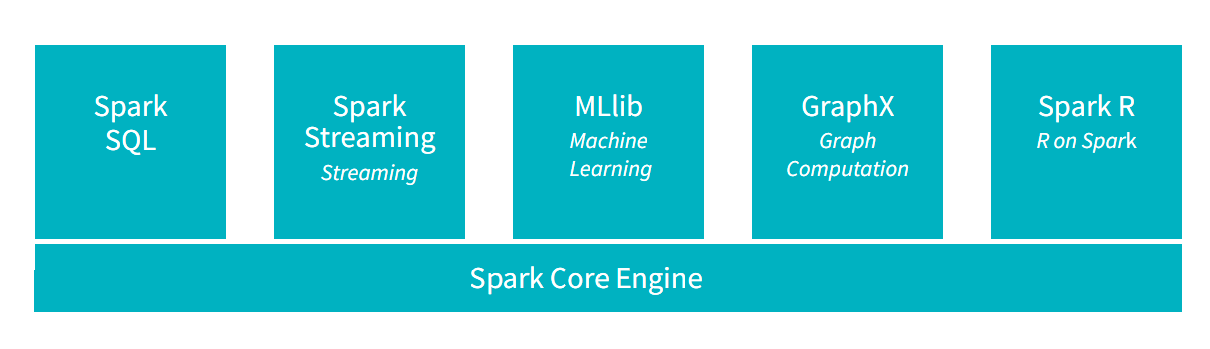 Spark
SQL
Spark
Streaming
Streaming
MLlib
Machine
Learning
GraphX
Graph
Computation
Spark R
R on Spark
Spark Core Engine